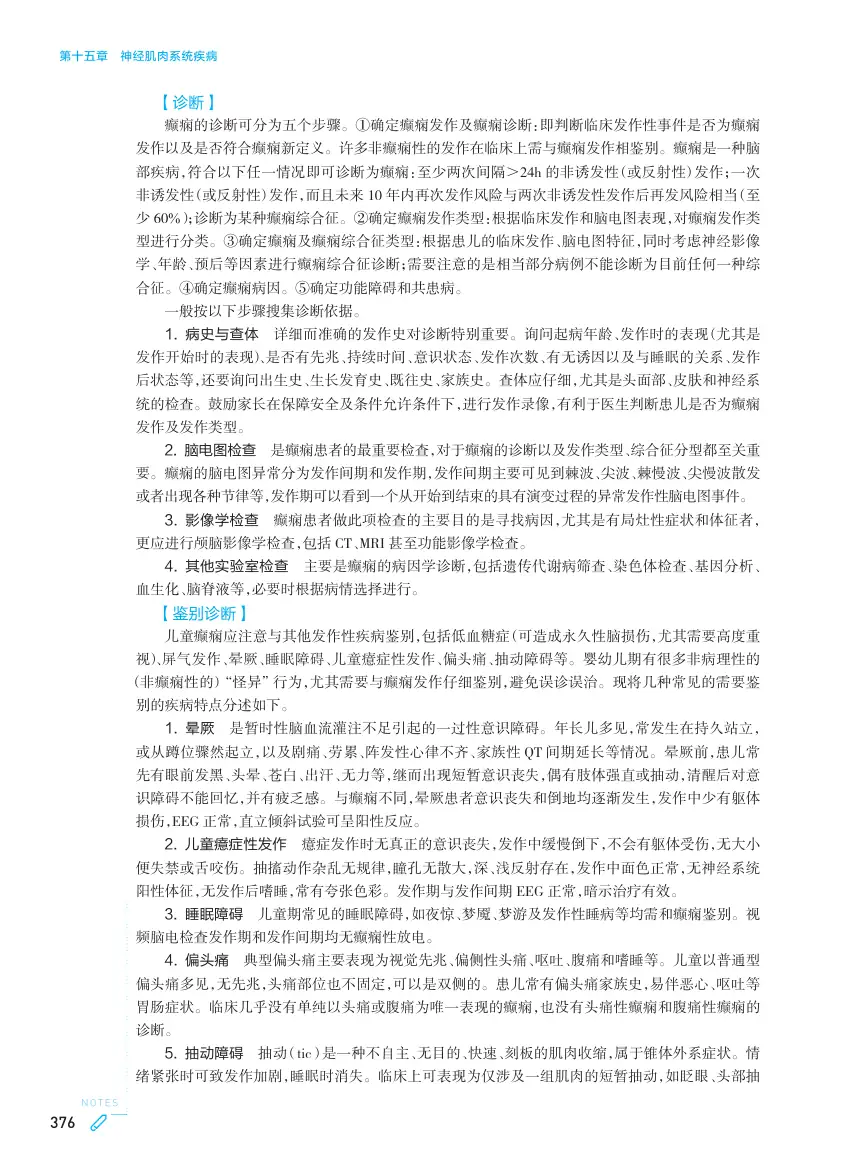 第十五章　神经肌肉系统疾病
【诊断】
癫痫的诊断可分为五个步骤。①确定癫痫发作及癫痫诊断:即判断临床发作性事件是否为癫痫
发作以及是否符合癫痫新定义。许多非癫痫性的发作在临床上需与癫痫发作相鉴别。癫痫是一种脑
部疾病,符合以下任一情况即可诊断为癫痫:至少两次间隔＞24h 的非诱发性(或反射性)发作;一次
非诱发性(或反射性)发作,而且未来 10 年内再次发作风险与两次非诱发性发作后再发风险相当(至
少 60%);诊断为某种癫痫综合征。②确定癫痫发作类型:根据临床发作和脑电图表现,对癫痫发作类
型进行分类。③确定癫痫及癫痫综合征类型:根据患儿的临床发作、脑电图特征,同时考虑神经影像
学、年龄、预后等因素进行癫痫综合征诊断;需要注意的是相当部分病例不能诊断为目前任何一种综
合征。④确定癫痫病因。⑤确定功能障碍和共患病。
一般按以下步骤搜集诊断依据。
1. 病史与查体　详细而准确的发作史对诊断特别重要。询问起病年龄、发作时的表现(尤其是
发作开始时的表现)、是否有先兆、持续时间、意识状态、发作次数、有无诱因以及与睡眠的关系、发作
后状态等,还要询问出生史、生长发育史、既往史、家族史。查体应仔细,尤其是头面部、皮肤和神经系
统的检查。鼓励家长在保障安全及条件允许条件下,进行发作录像,有利于医生判断患儿是否为癫痫
发作及发作类型。
2. 脑电图检查　是癫痫患者的最重要检查,对于癫痫的诊断以及发作类型、综合征分型都至关重
要。癫痫的脑电图异常分为发作间期和发作期,发作间期主要可见到棘波、尖波、棘慢波、尖慢波散发
或者出现各种节律等,发作期可以看到一个从开始到结束的具有演变过程的异常发作性脑电图事件。
3. 影像学检查　癫痫患者做此项检查的主要目的是寻找病因,尤其是有局灶性症状和体征者,
更应进行颅脑影像学检查,包括 CT、MRI 甚至功能影像学检查。
4. 其他实验室检查　主要是癫痫的病因学诊断,包括遗传代谢病筛查、染色体检查、基因分析、
血生化、脑脊液等,必要时根据病情选择进行。
【鉴别诊断】
儿童癫痫应注意与其他发作性疾病鉴别,包括低血糖症(可造成永久性脑损伤,尤其需要高度重
视)、屏气发作、晕厥、睡眠障碍、儿童癔症性发作、偏头痛、抽动障碍等。婴幼儿期有很多非病理性的
(非癫痫性的)“怪异”行为,尤其需要与癫痫发作仔细鉴别,避免误诊误治。现将几种常见的需要鉴
别的疾病特点分述如下。
1. 晕厥　是暂时性脑血流灌注不足引起的一过性意识障碍。年长儿多见,常发生在持久站立,
或从蹲位骤然起立,以及剧痛、劳累、阵发性心律不齐、家族性 QT 间期延长等情况。晕厥前,患儿常
先有眼前发黑、头晕、苍白、出汗、无力等,继而出现短暂意识丧失,偶有肢体强直或抽动,清醒后对意
识障碍不能回忆,并有疲乏感。与癫痫不同,晕厥患者意识丧失和倒地均逐渐发生,发作中少有躯体
损伤,EEG 正常,直立倾斜试验可呈阳性反应。
2. 儿童癔症性发作　癔症发作时无真正的意识丧失,发作中缓慢倒下,不会有躯体受伤,无大小
便失禁或舌咬伤。抽搐动作杂乱无规律,瞳孔无散大,深、浅反射存在,发作中面色正常,无神经系统
阳性体征,无发作后嗜睡,常有夸张色彩。发作期与发作间期 EEG 正常,暗示治疗有效。
3. 睡眠障碍　儿童期常见的睡眠障碍,如夜惊、梦魇、梦游及发作性睡病等均需和癫痫鉴别。视
频脑电检查发作期和发作间期均无癫痫性放电。
4. 偏头痛　典型偏头痛主要表现为视觉先兆、偏侧性头痛、呕吐、腹痛和嗜睡等。儿童以普通型
偏头痛多见,无先兆,头痛部位也不固定,可以是双侧的。患儿常有偏头痛家族史,易伴恶心、呕吐等
胃肠症状。临床几乎没有单纯以头痛或腹痛为唯一表现的癫痫,也没有头痛性癫痫和腹痛性癫痫的
诊断。
5. 抽动障碍　抽动(tic)是一种不自主、无目的、快速、刻板的肌肉收缩,属于锥体外系症状。情
绪紧张时可致发作加剧,睡眠时消失。临床上可表现为仅涉及一组肌肉的短暂抽动,如眨眼、头部抽
NOTES
376